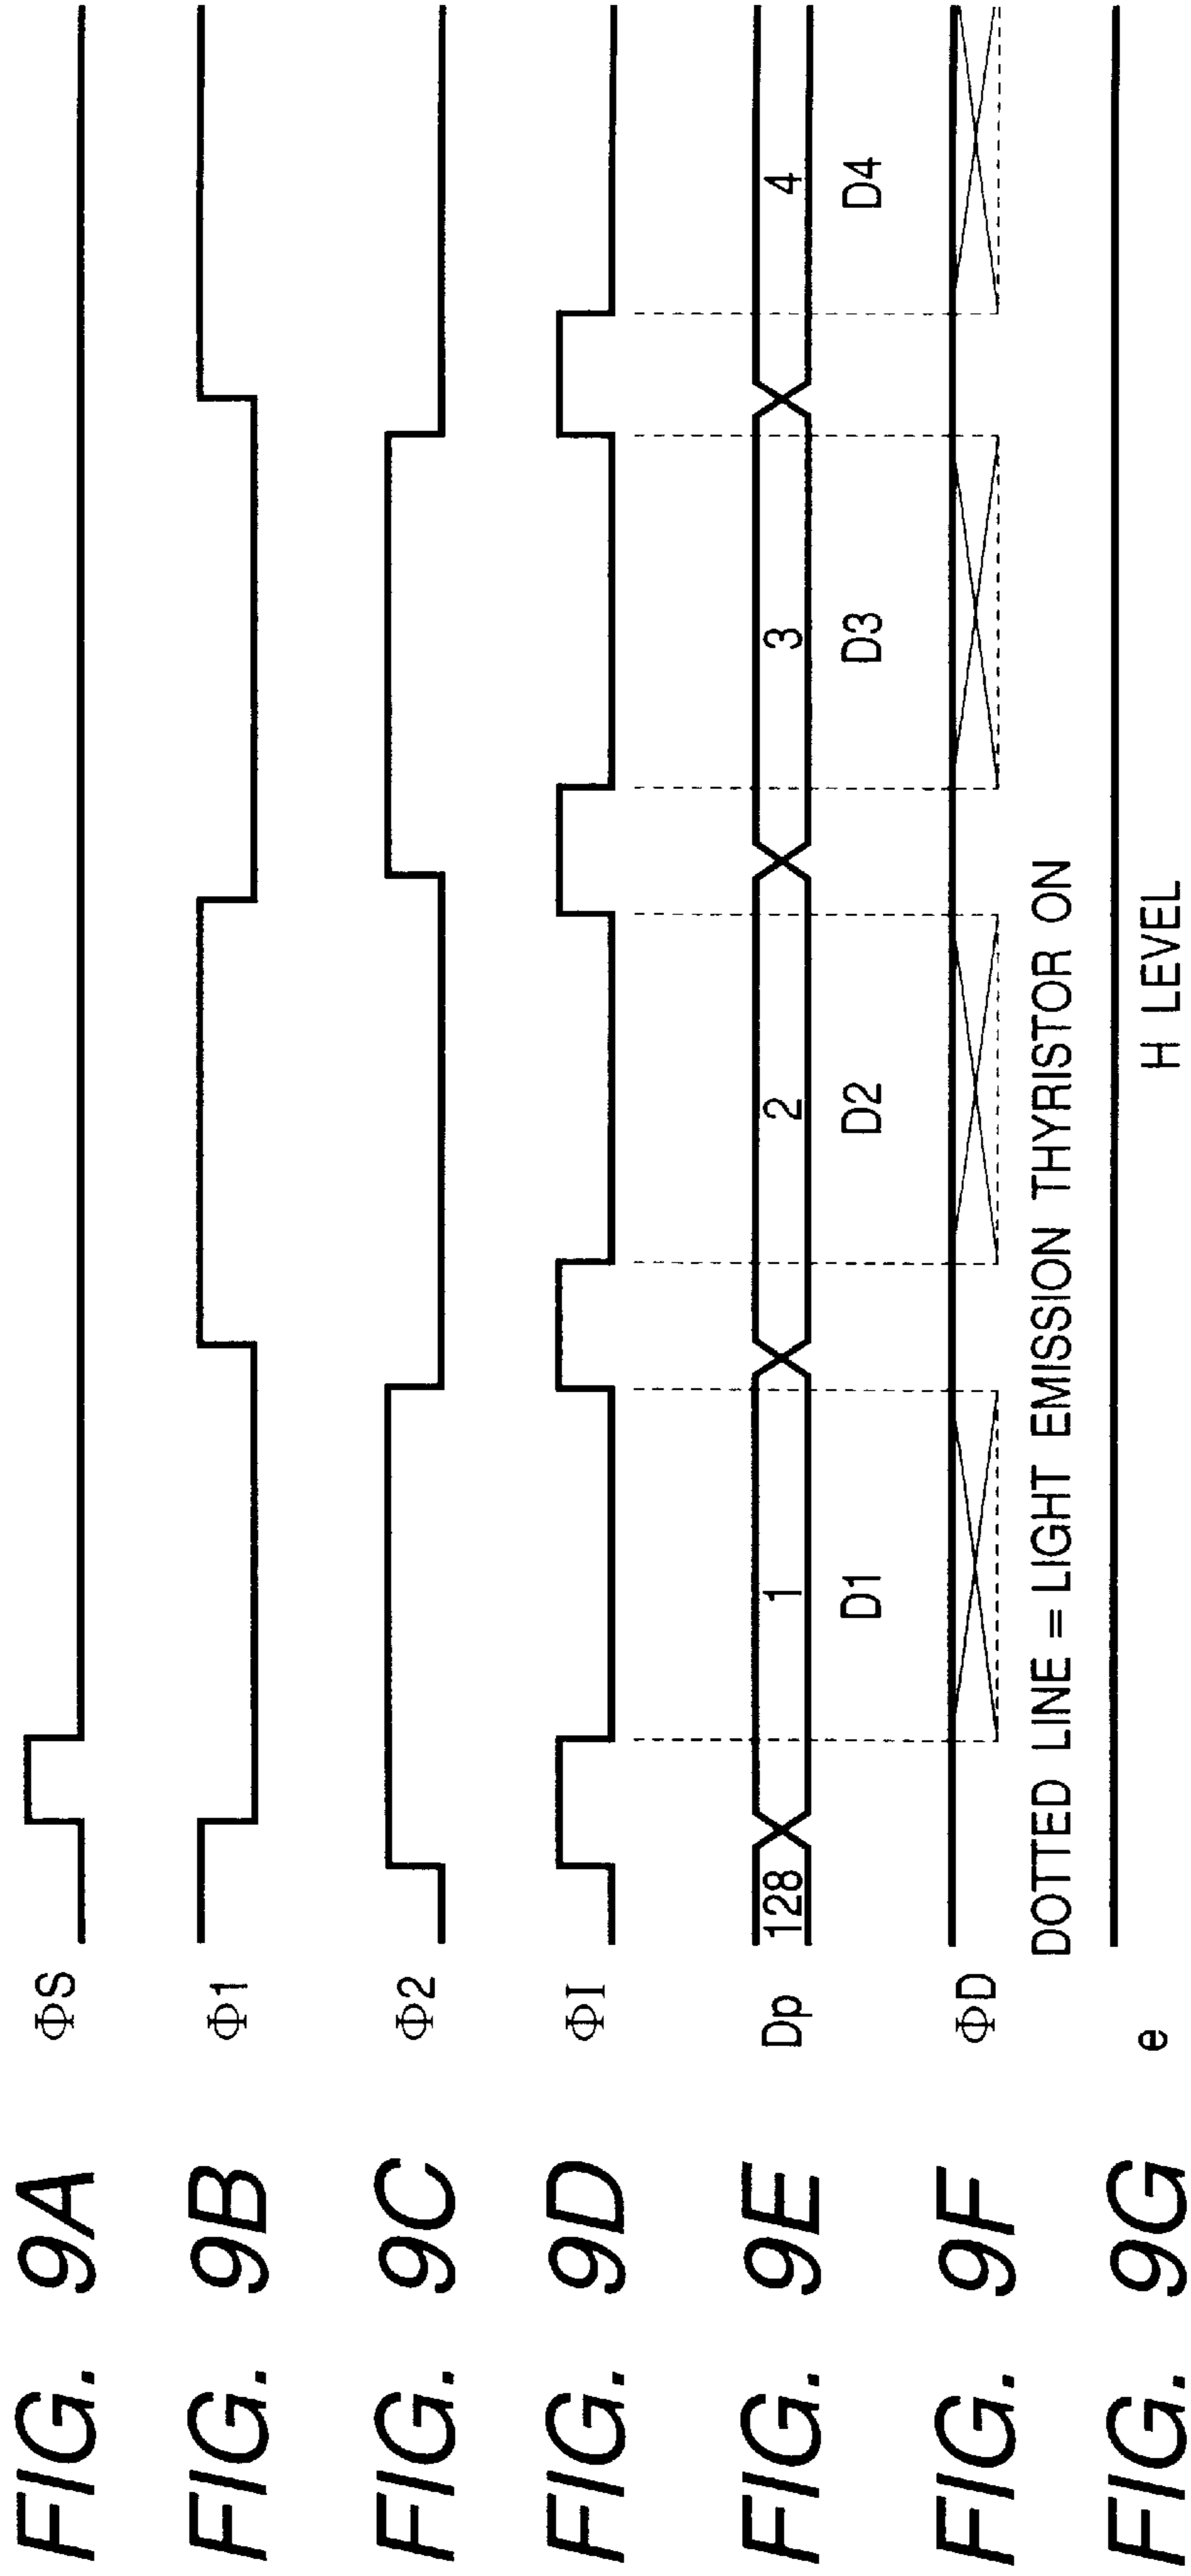 FIG. 9A ΦS
FIG. 9B Φ1
FIG. 9C Φ2
FIG. 9D ΦI
FIG. 9E Dp 128 1 2 3 4
D1 D2 D3 D4
FIG. 9F ΦD
DOTTED LINE = LIGHT EMISSION THYRISTOR ON
FIG. 9G e
H LEVEL